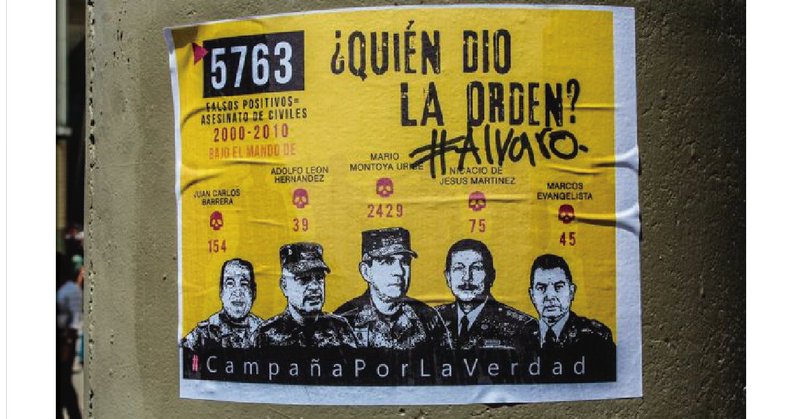 5763
FALSOS POSITIVOS=
ASESINATO DE CIVILES
2000-2010
BAJO EL MANDO DE
¿QUIÉN DIO
LA ORDEN?
#Alvaro.
JUAN CARLOS
BARRERA
154
ADOLFO LEON
HERNANDEZ
39
MARIO
MONTOYA URIBE
2429
NICACIO DE
JESUS MARTINEZ
75
MARCOS
EVANGELISTA
45
#CampañaPorLaVerdad